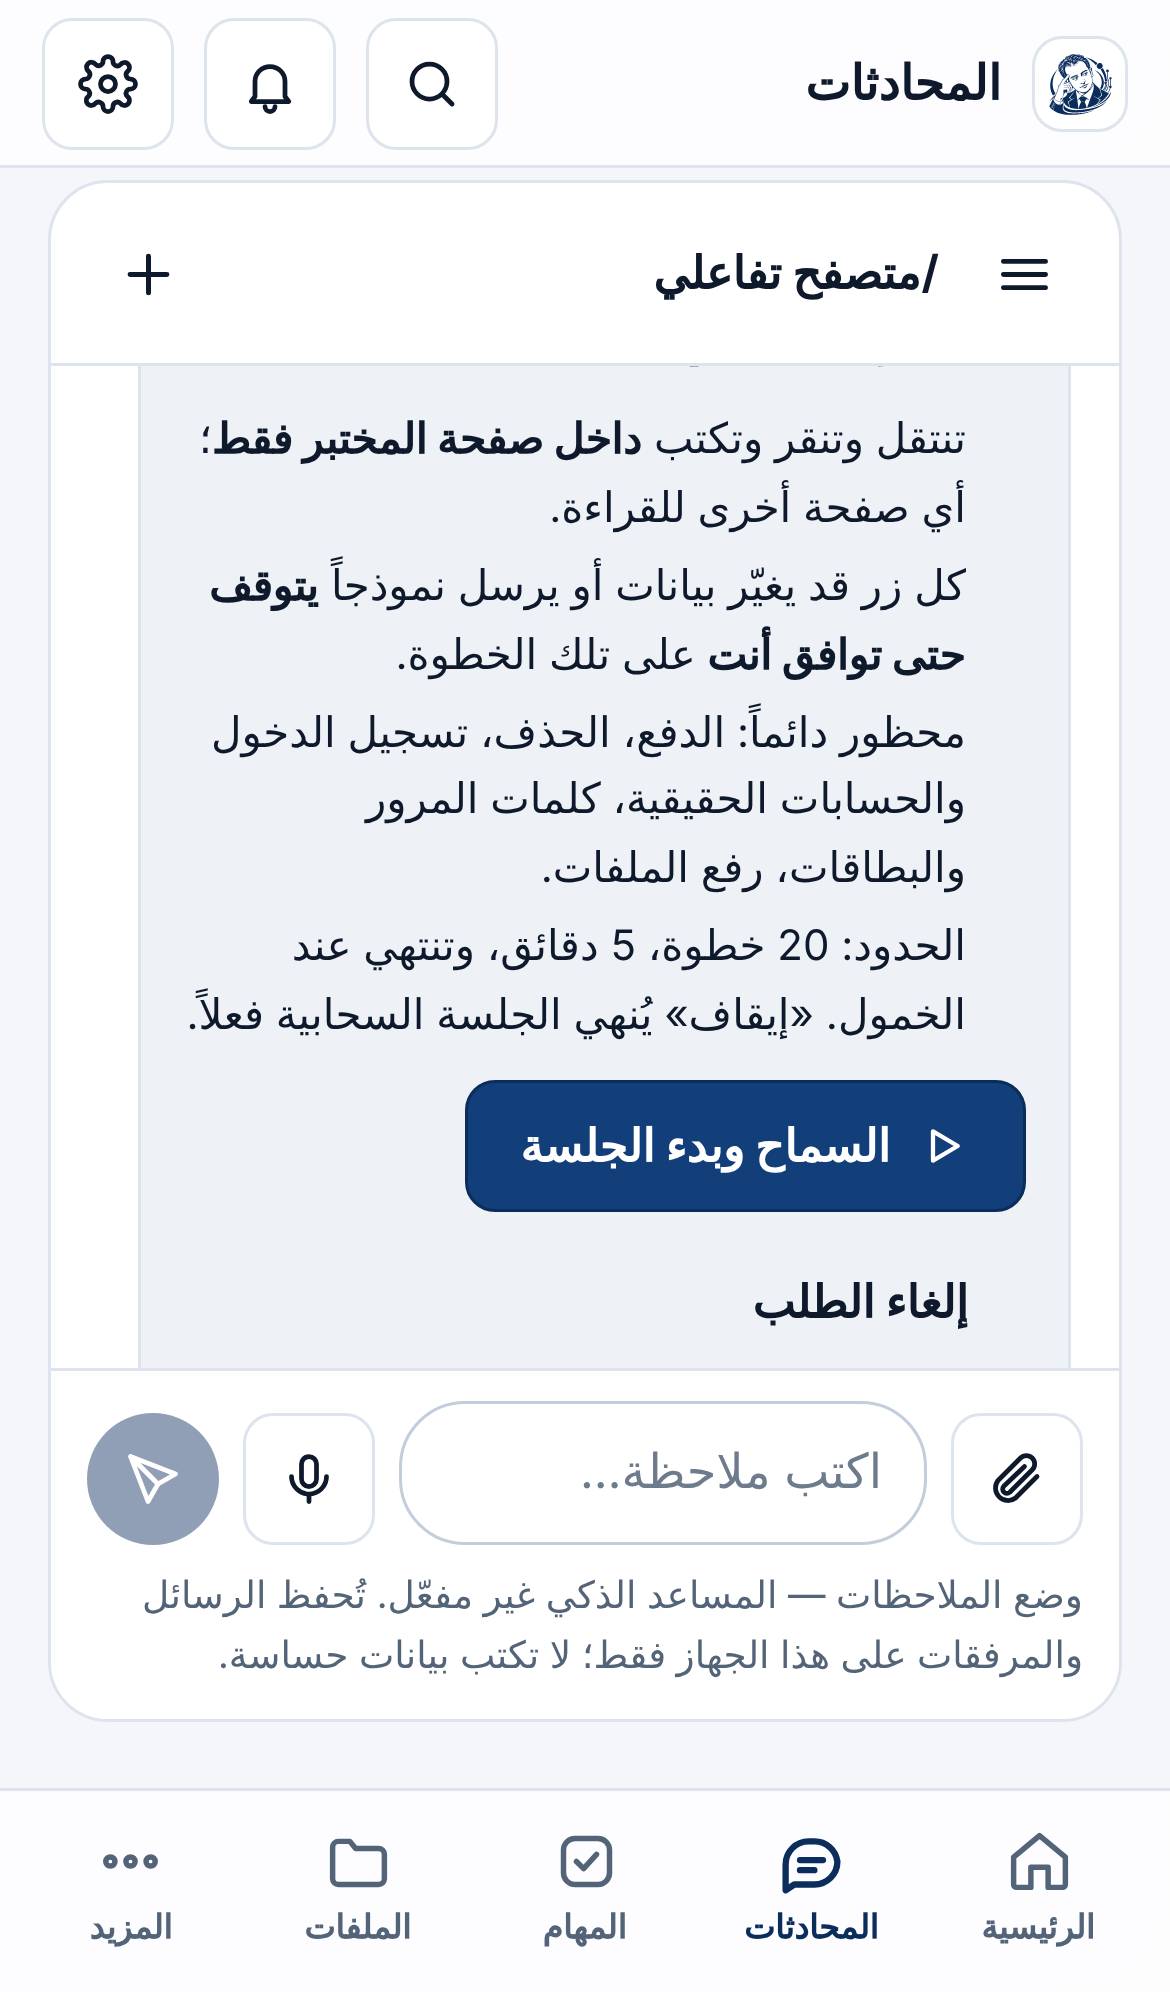 المحادثات
/متصفح تفاعلي
تنتقل وتنقر وتكتب داخل صفحة المختبر فقط؛
أي صفحة أخرى للقراءة.
كل زر قد يغيّر بيانات أو يرسل نموذجاً يتوقف
حتى توافق أنت على تلك الخطوة.
محظور دائماً: الدفع، الحذف، تسجيل الدخول
والحسابات الحقيقية، كلمات المرور
والبطاقات، رفع الملفات.
الحدود: 20 خطوة، 5 دقائق، وتنتهي عند
الخمول. «إيقاف» يُنهي الجلسة السحابية فعلاً.
السماح وبدء الجلسة
إلغاء الطلب
اكتب ملاحظة...
وضع الملاحظات — المساعد الذكي غير مفعّل. تُحفظ الرسائل
والمرفقات على هذا الجهاز فقط؛ لا تكتب بيانات حساسة.
الرئيسية
المحادثات
المهام
الملفات
المزيد